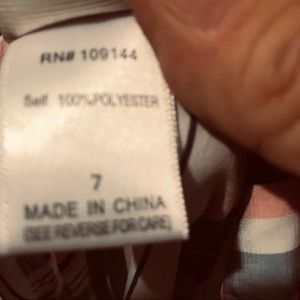 RN# 109144
Self 100%POLYESTER
7
MADE IN CHINA
(SEE REVERSE FOR CARE)